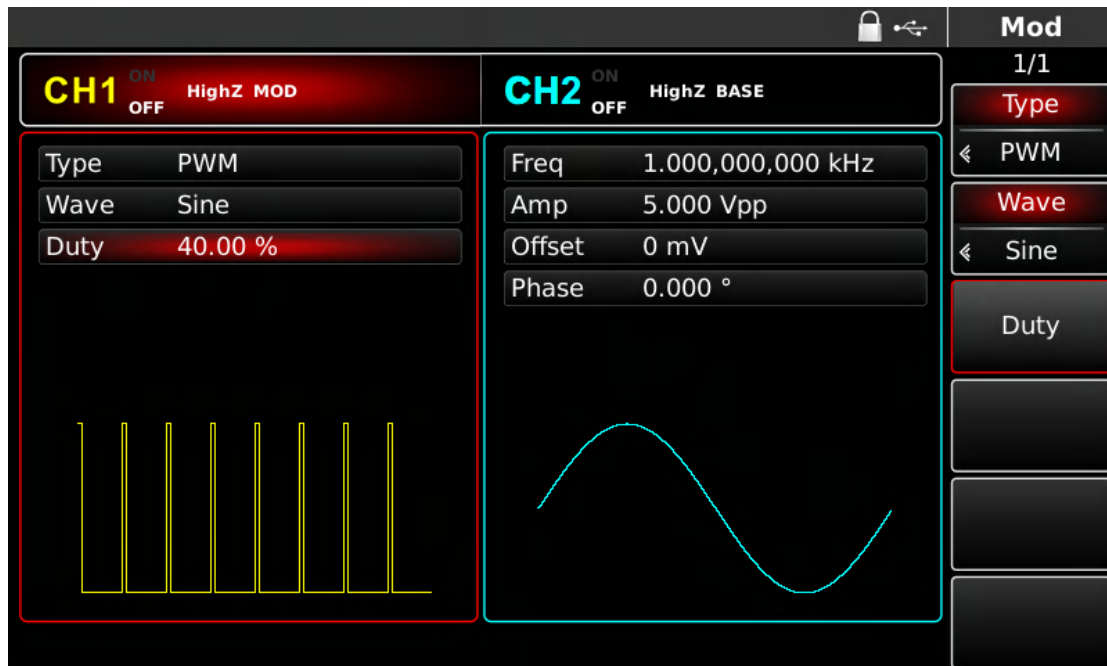 Mod
1/1
CH1 ON OFF HighZ MOD
CH2 ON OFF HighZ BASE
Type PWM
Wave Sine
Duty 40.00 %
Freq 1.000,000,000 kHz
Amp 5.000 Vpp
Offset 0 mV
Phase 0.000 °
Type
PWM
Wave
Sine
Duty